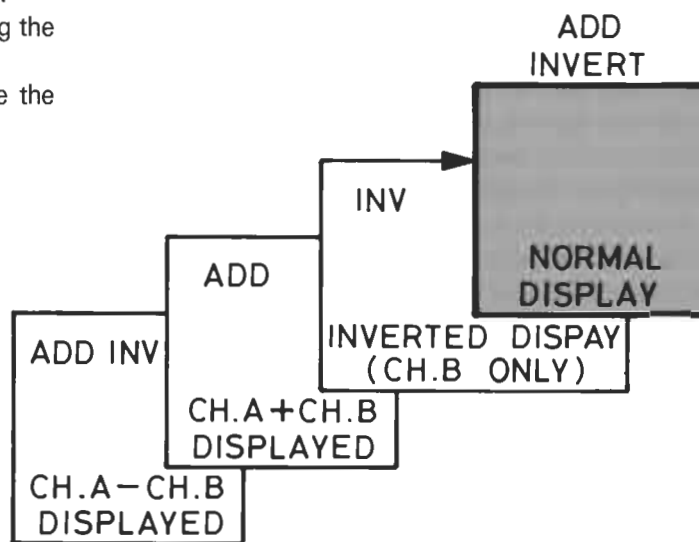 g the
e the
ADD
INVERT
NORMAL
DISPLAY
INV
INVERTED DISPAY
(CH.B ONLY)
ADD
CH.A+CH.B
DISPLAYED
ADD INV
CH.A-CH.B
DISPLAYED